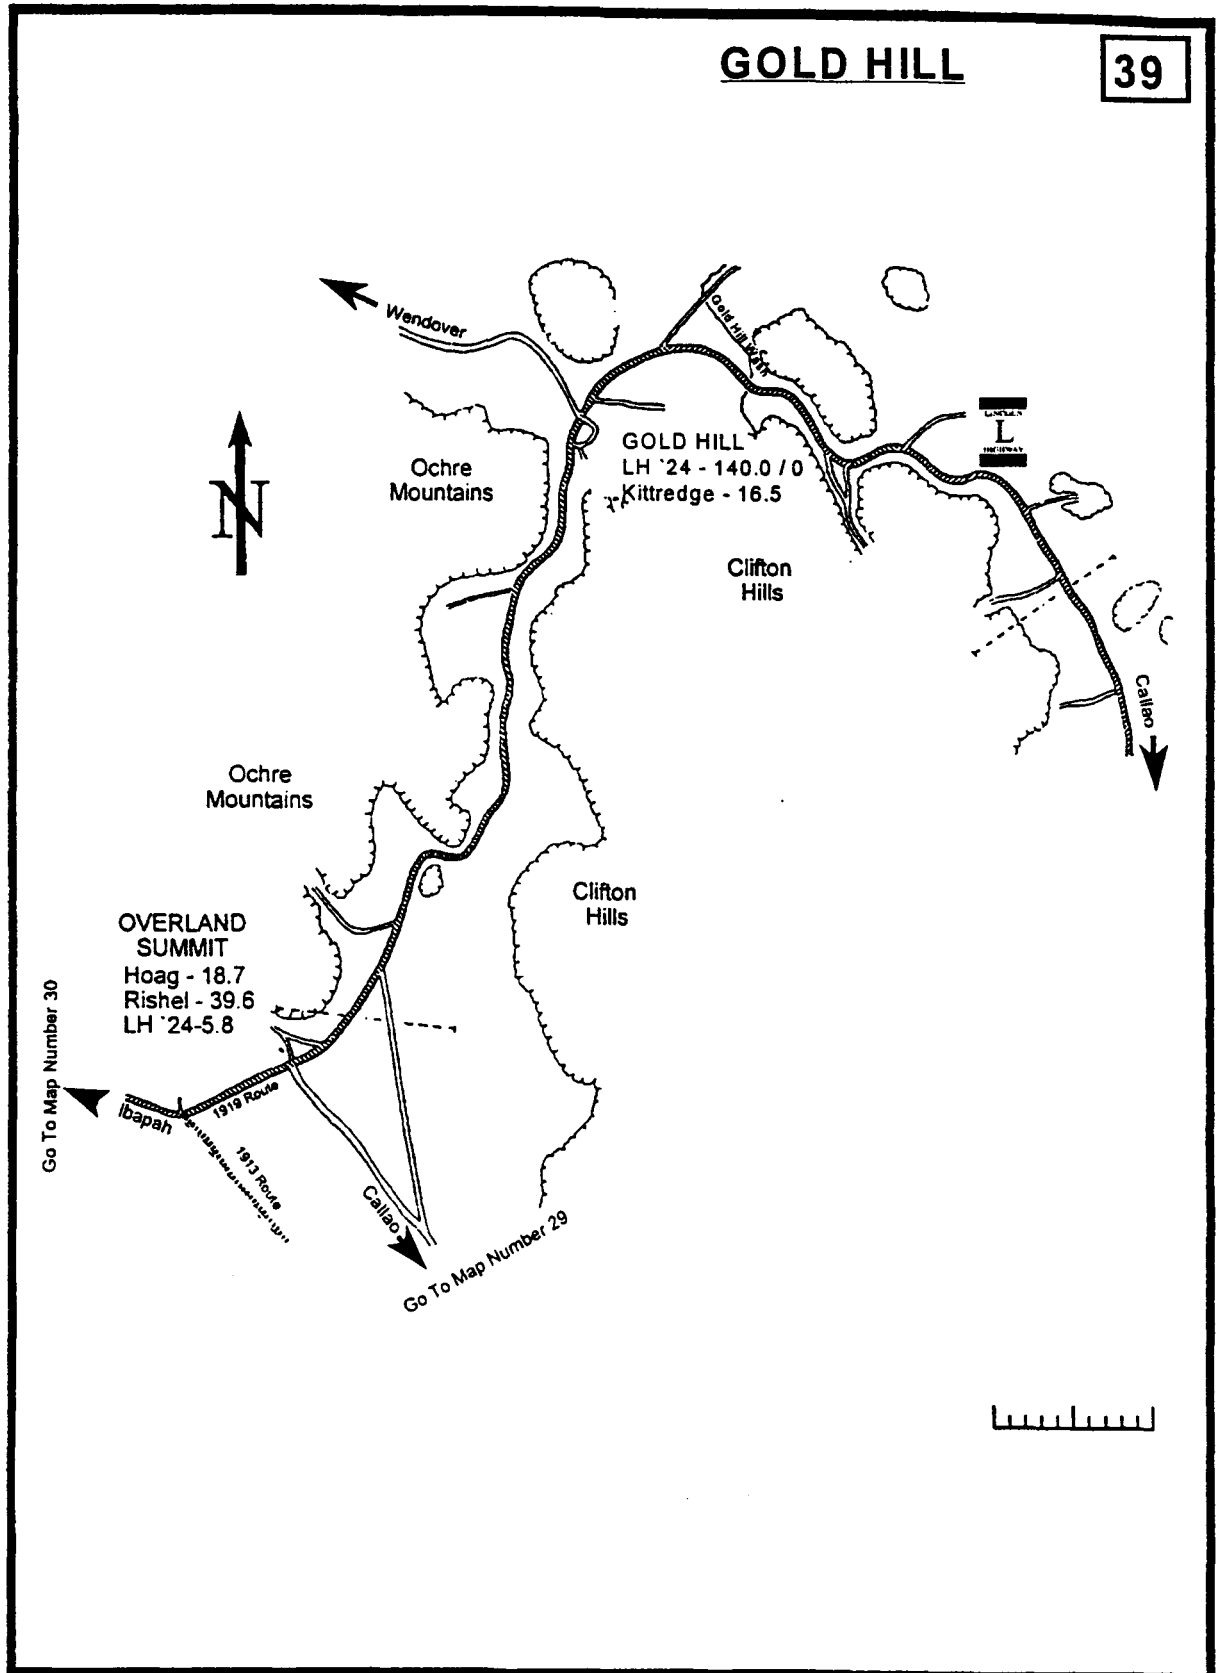 GOLD HILL
39
Wendover
Gold Hill Wash
LINCOLN
L
HIGHWAY
N
Ochre
Mountains
GOLD HILL
LH '24 - 140.0 / 0
Kittredge - 16.5
Clifton
Hills
Callao
Ochre
Mountains
Clifton
Hills
OVERLAND
SUMMIT
Hoag - 18.7
Rishel - 39.6
LH '24-5.8
Go To Map Number 30
Ibapah
1919 Route
1913 Route
Callao
Go To Map Number 29